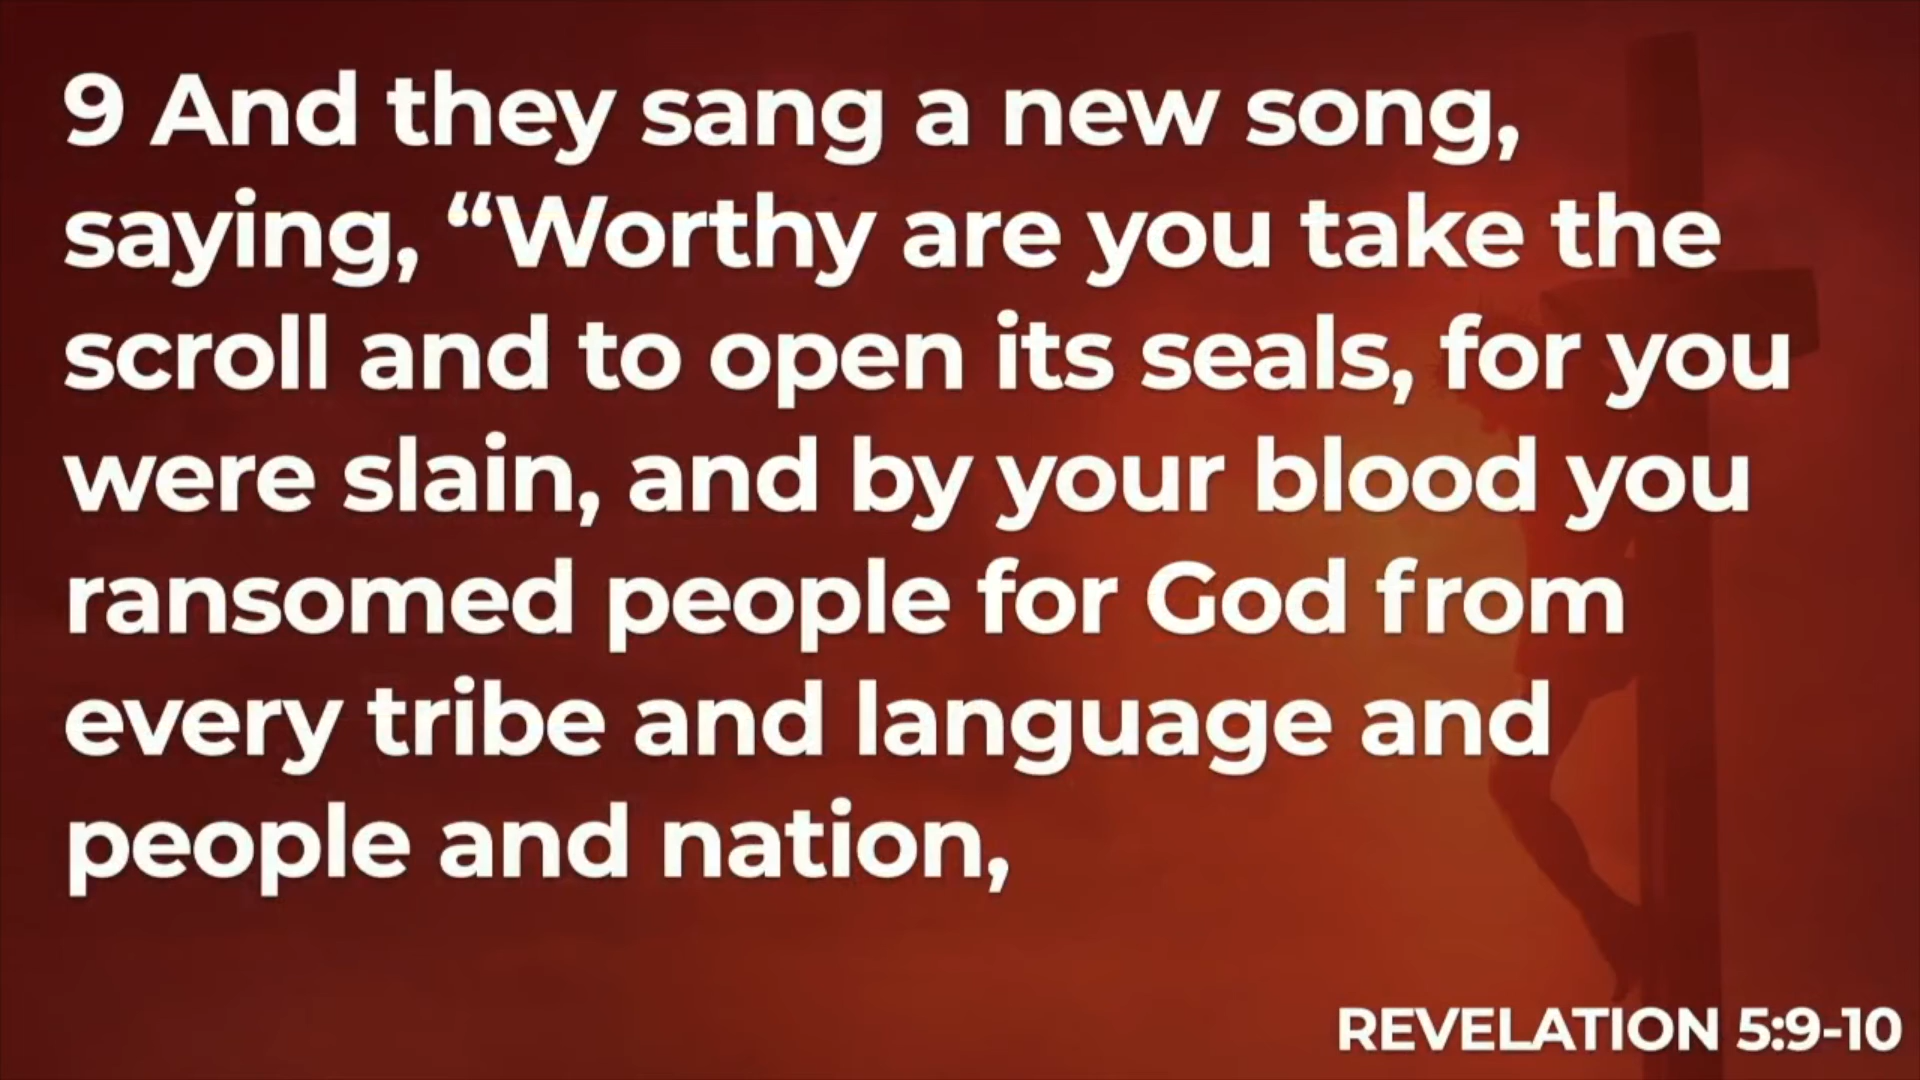 9 And they sang a new song,
saying, “Worthy are you take the
scroll and to open its seals, for you
were slain, and by your blood you
ransomed people for God from
every tribe and language and
people and nation,
REVELATION 5:9-10